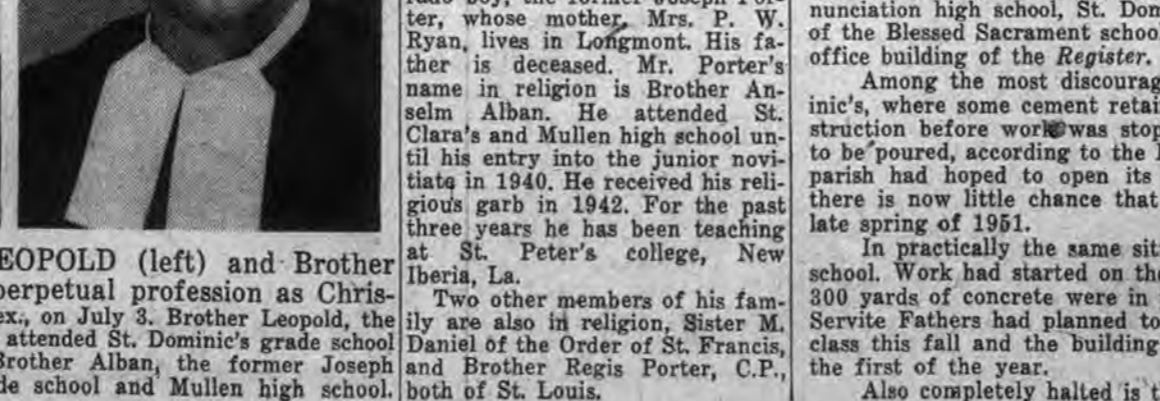 EOPOLD (left) and Brother
perpetual profession as Chris-
ex., on July 3. Brother Leopold, the
attended St. Dominic's grade school
Brother Alban, the former Joseph
de school and Mullen high school.
ter, whose mother, Mrs. P. W.
Ryan, lives in Longmont. His fa-
ther is deceased. Mr. Porter's
name in religion is Brother An-
selm Alban. He attended St.
Clara's and Mullen high school un-
til his entry into the junior novi-
tiate in 1940. He received his reli-
gious garb in 1942. For the past
three years he has been teaching
at St. Peter's college, New
Iberia, La.
Two other members of his fam-
ily are also in religion, Sister M.
Daniel of the Order of St. Francis,
and Brother Regis Porter, C.P.,
both of St. Louis.
nunciation high school, St. Dom
of the Blessed Sacrament school
office building of the Register.
Among the most discourag
inic's, where some cement retai
struction before work was stop
to be poured, according to the
parish had hoped to open its
there is now little chance that
late spring of 1951.
In practically the same sit
school. Work had started on the
300 yards of concrete were in
Servite Fathers had planned to
class this fall and the building
the first of the year.
Also completely halted is